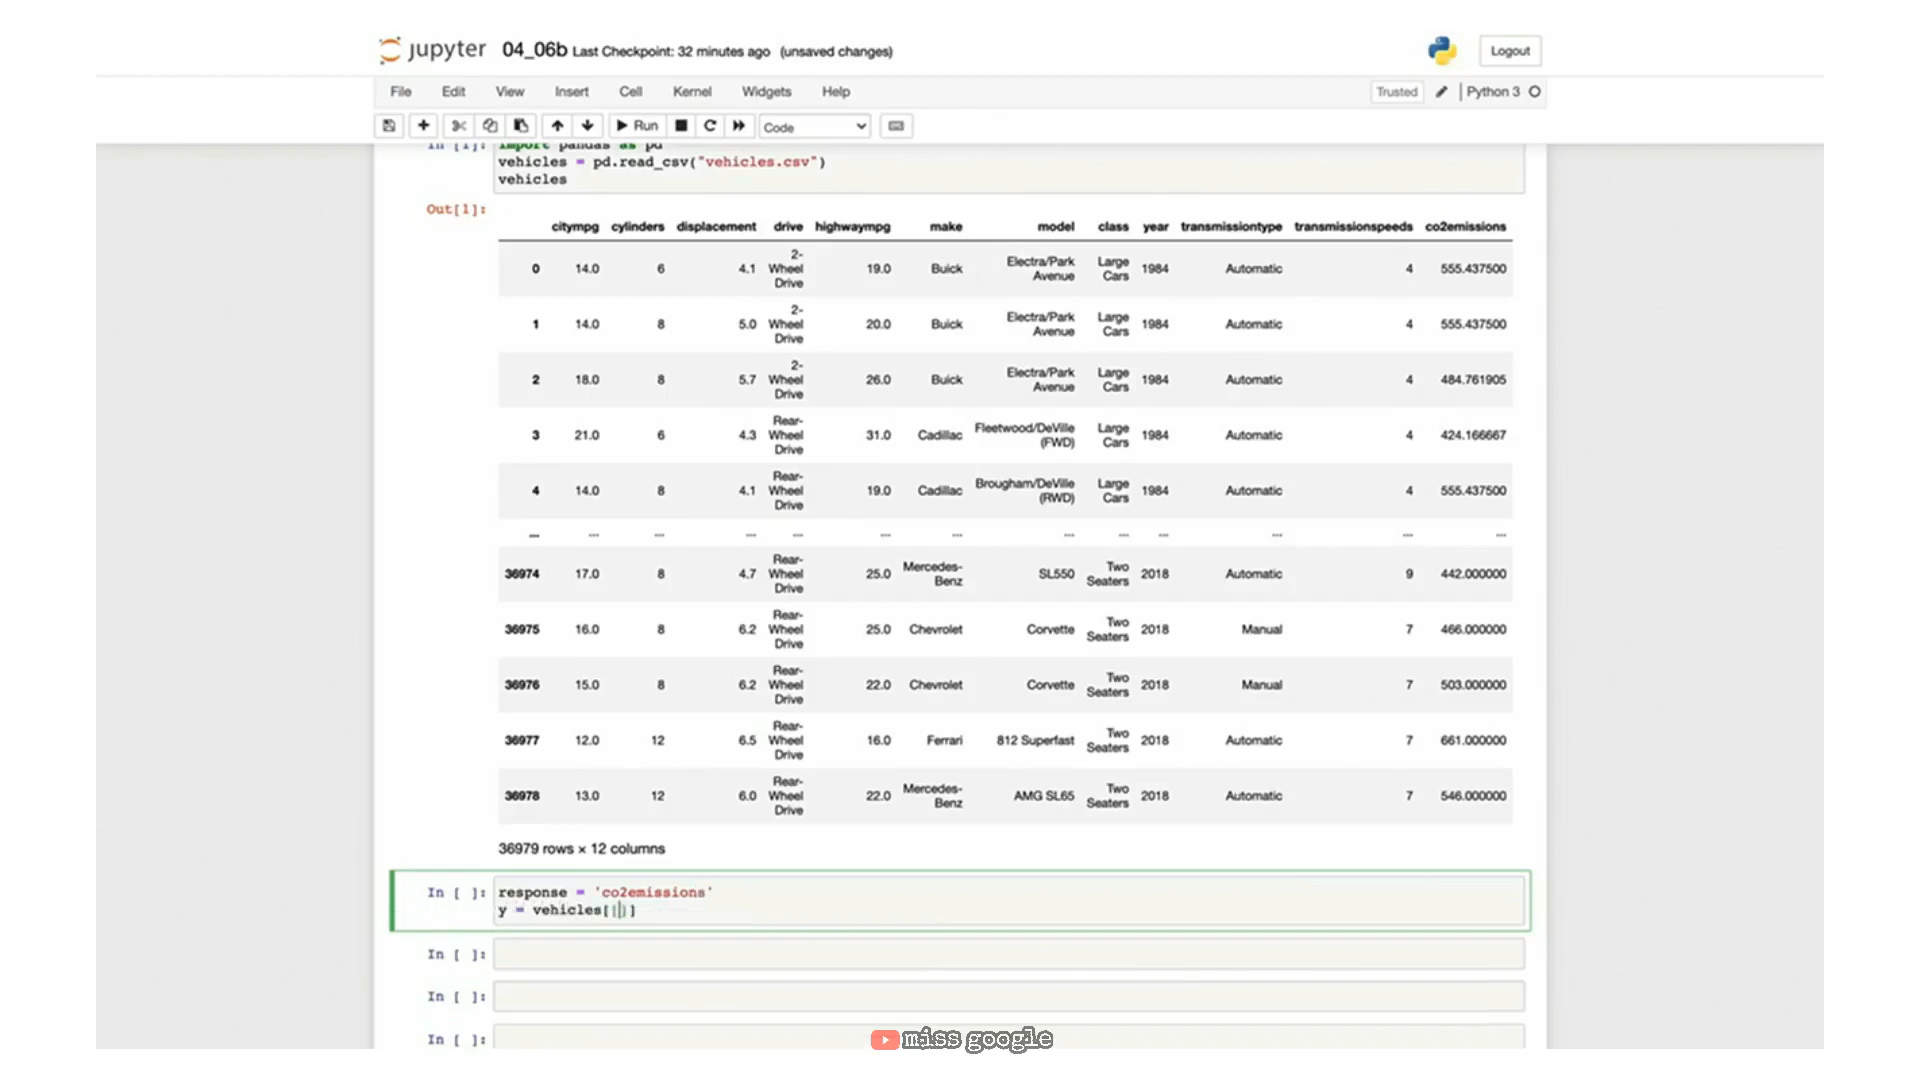 jupyter 04_06b Last Checkpoint: 32 minutes ago (unsaved changes) Logout
File Edit View Insert Cell Kernel Widgets Help Trusted Python 3
Run Code
In [1]: import pandas as pd
vehicles = pd.read_csv("vehicles.csv")
vehicles
Out[1]:
citympg cylinders displacement drive highwaympg make model class year transmissiontype transmissionspeeds co2emissions
0 14.0 6 4.1 2-Wheel Drive 19.0 Buick Electra/Park Avenue Large Cars 1984 Automatic 4 555.437500
1 14.0 8 5.0 2-Wheel Drive 20.0 Buick Electra/Park Avenue Large Cars 1984 Automatic 4 555.437500
2 18.0 8 5.7 2-Wheel Drive 26.0 Buick Electra/Park Avenue Large Cars 1984 Automatic 4 484.761905
3 21.0 6 4.3 Rear-Wheel Drive 31.0 Cadillac Fleetwood/DeVille (FWD) Large Cars 1984 Automatic 4 424.166667
4 14.0 8 4.1 Rear-Wheel Drive 19.0 Cadillac Brougham/DeVille (RWD) Large Cars 1984 Automatic 4 555.437500
... ... ... ... ... ... ... ... ... ... ... ... ...
36974 17.0 8 4.7 Rear-Wheel Drive 25.0 Mercedes-Benz SL550 Two Seaters 2018 Automatic 9 442.000000
36975 16.0 8 6.2 Rear-Wheel Drive 25.0 Chevrolet Corvette Two Seaters 2018 Manual 7 466.000000
36976 15.0 8 6.2 Rear-Wheel Drive 22.0 Chevrolet Corvette Two Seaters 2018 Manual 7 503.000000
36977 12.0 12 6.5 Rear-Wheel Drive 16.0 Ferrari 812 Superfast Two Seaters 2018 Automatic 7 661.000000
36978 13.0 12 6.0 Rear-Wheel Drive 22.0 Mercedes-Benz AMG SL65 Two Seaters 2018 Automatic 7 546.000000
36979 rows × 12 columns
In [ ]: response = 'co2emissions'
y = vehicles[[]]
In [ ]:
In [ ]:
In [ ]:
miss google